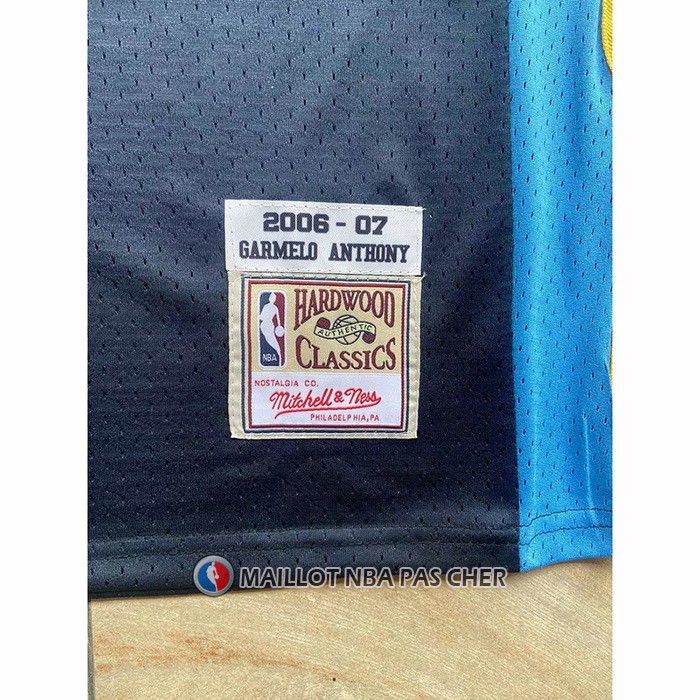 2006 - 07
GARMELO ANTHONY
HARDWOOD
AUTHENTIC
CLASSICS
NBA
NOSTALGIA CO.
Mitchell & Ness
PHILADELPHIA, PA.
MAILLOT NBA PAS CHER